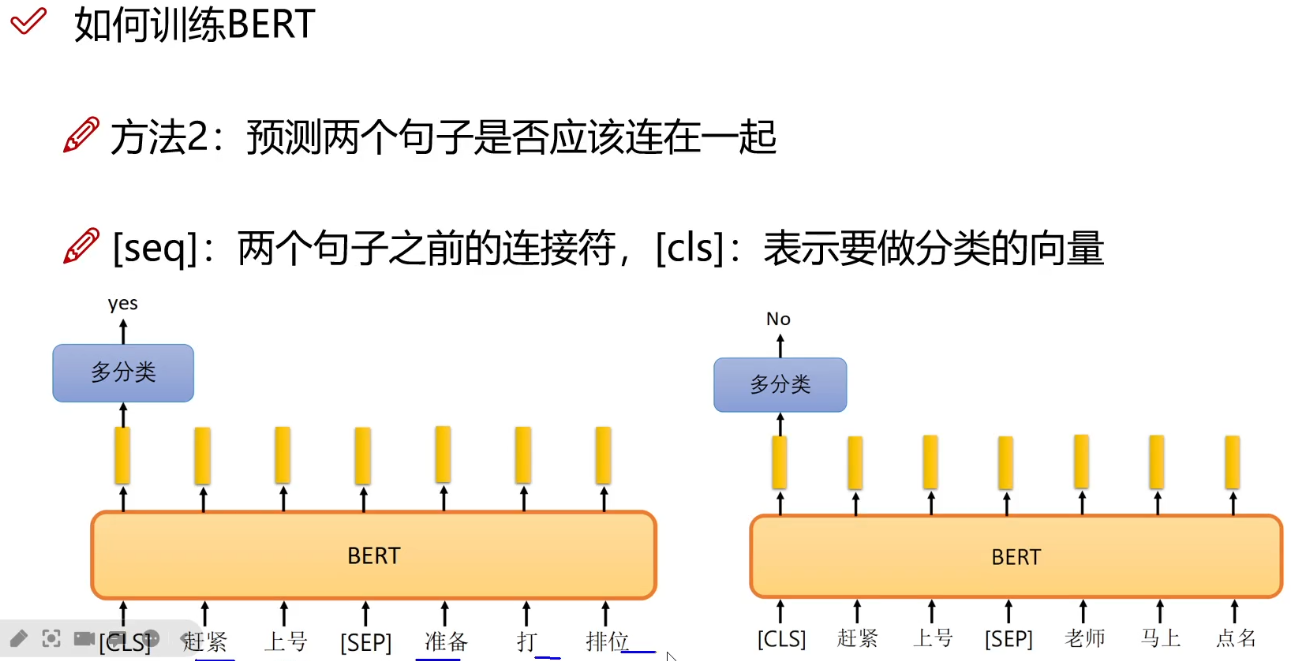 如何训练BERT
方法2：预测两个句子是否应该连在一起
[seq]：两个句子之前的连接符，[cls]：表示要做分类的向量
yes
多分类
BERT
[CLS] 赶紧 上号 [SEP] 准备 打 排位
No
多分类
BERT
[CLS] 赶紧 上号 [SEP] 老师 马上 点名